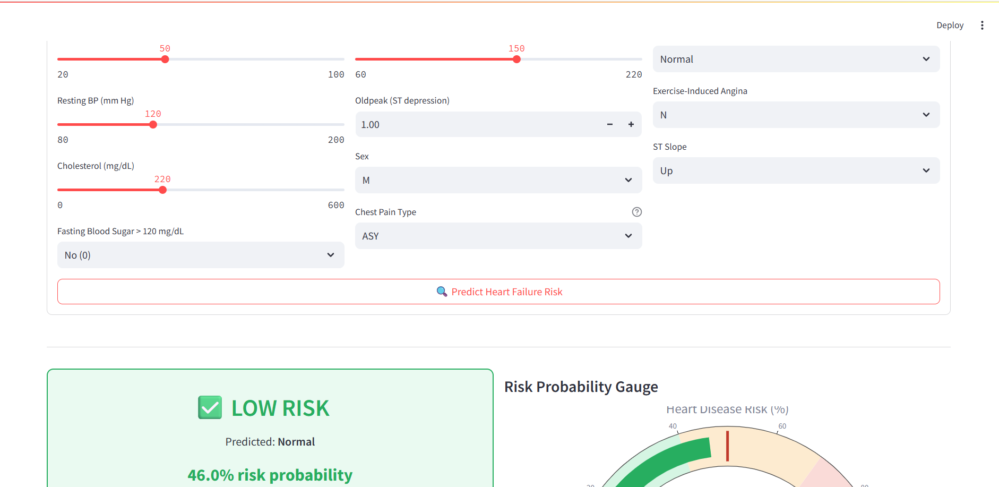 Deploy
50
20 100
Resting BP (mm Hg)
120
80 200
Cholesterol (mg/dL)
220
0 600
Fasting Blood Sugar > 120 mg/dL
No (0)
150
60 220
Oldpeak (ST depression)
1.00 − +
Sex
M
Chest Pain Type
ASY
Normal
Exercise-Induced Angina
N
ST Slope
Up
Predict Heart Failure Risk
LOW RISK
Predicted: Normal
46.0% risk probability
Risk Probability Gauge
Heart Disease Risk (%)
40 60
20 80